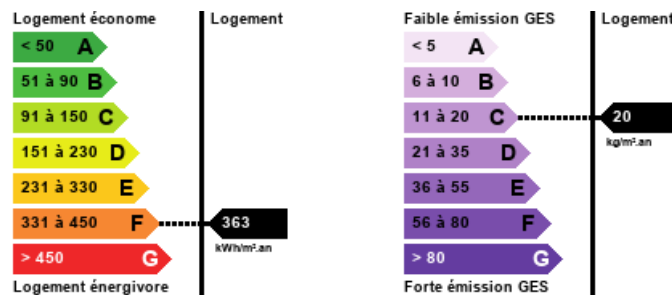 Logement économe
Logement
< 50 A
51 à 90 B
91 à 150 C
151 à 230 D
231 à 330 E
331 à 450 F
363
kWh/m².an
> 450 G
Logement énergivore
Faible émission GES
Logement
< 5 A
6 à 10 B
11 à 20 C
20
kg/m².an
21 à 35 D
36 à 55 E
56 à 80 F
> 80 G
Forte émission GES